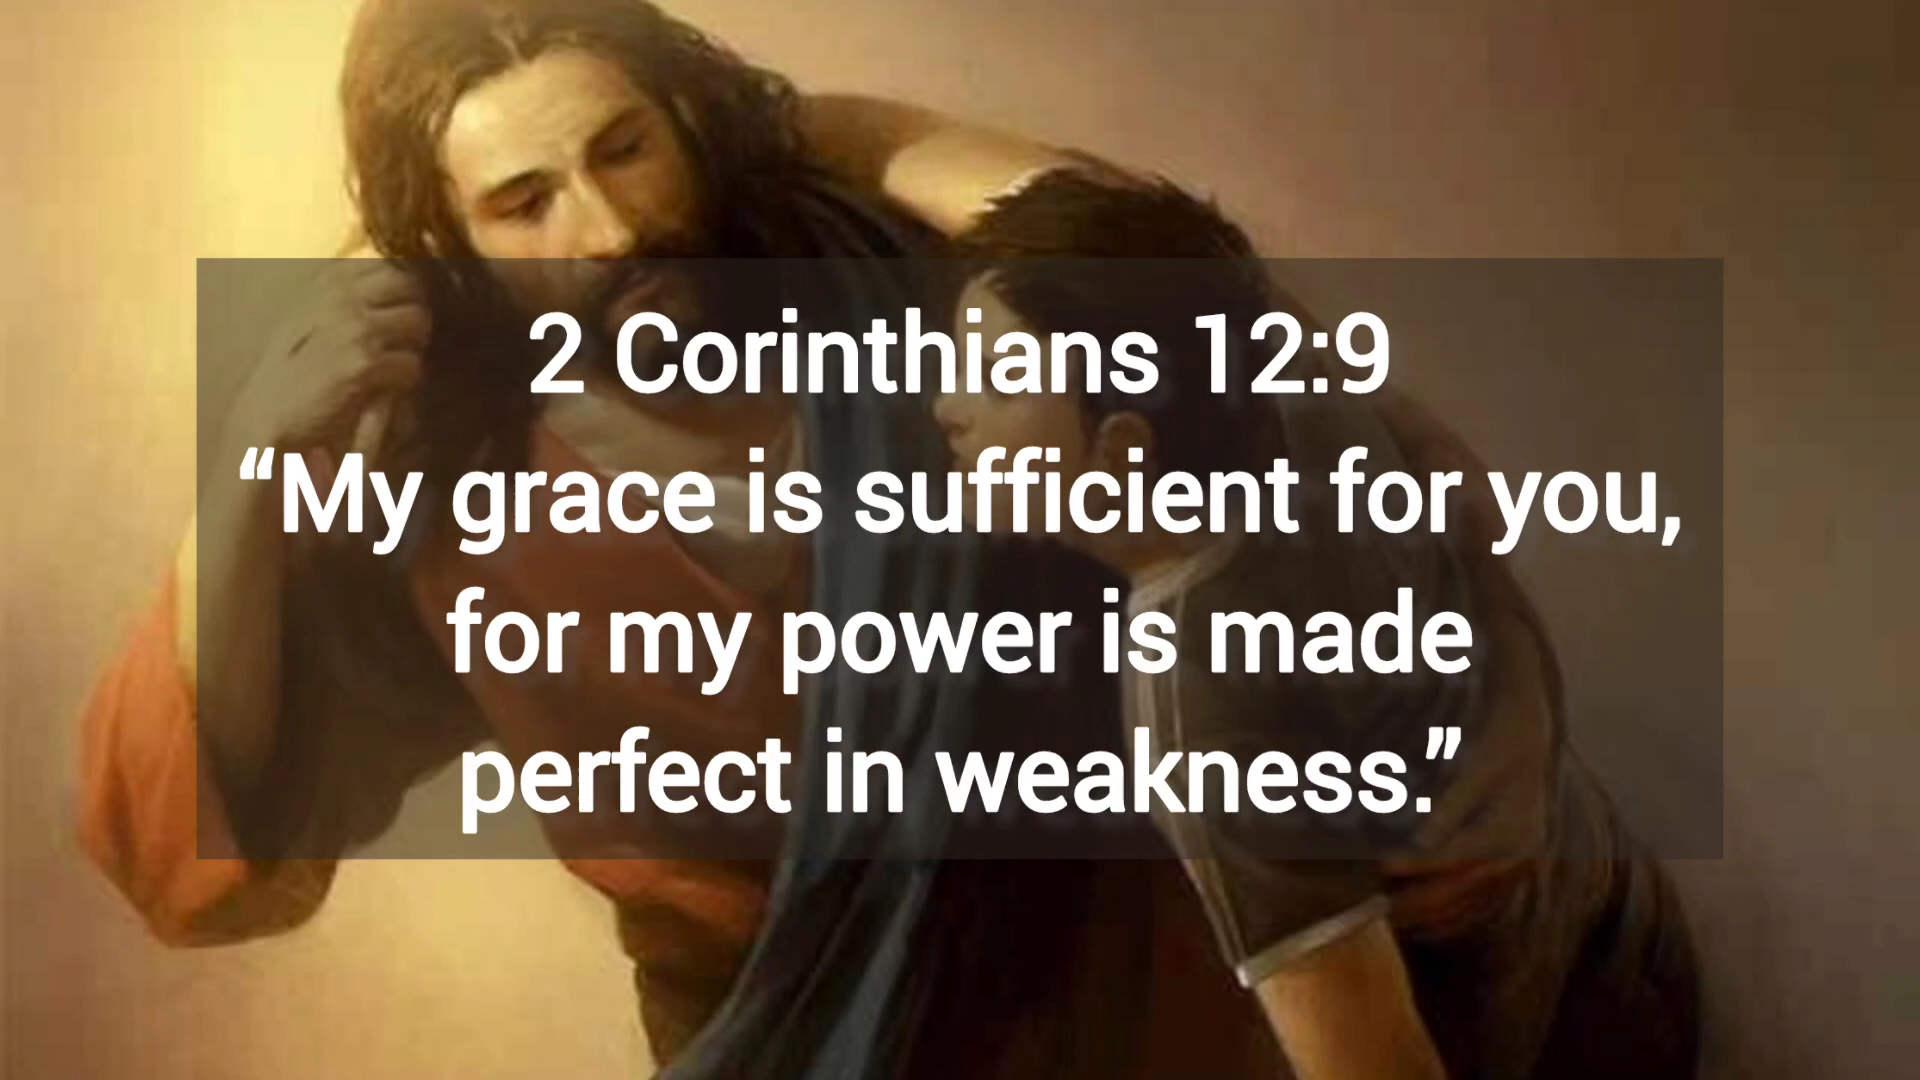 2 Corinthians 12:9
“My grace is sufficient for you,
for my power is made
perfect in weakness.”